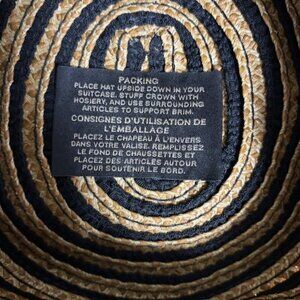 PACKING
PLACE HAT UPSIDE DOWN IN YOUR
SUITCASE. STUFF CROWN WITH
HOSIERY, AND USE SURROUNDING
ARTICLES TO SUPPORT BRIM.
CONSIGNES D'UTILISATION DE
L'EMBALLAGE
PLACEZ LE CHAPEAU À L'ENVERS
DANS VOTRE VALISE. REMPLISSEZ
LE FOND DE CHAUSSETTES ET
PLACEZ DES ARTICLES AUTOUR
POUR SOUTENIR LE BORD.